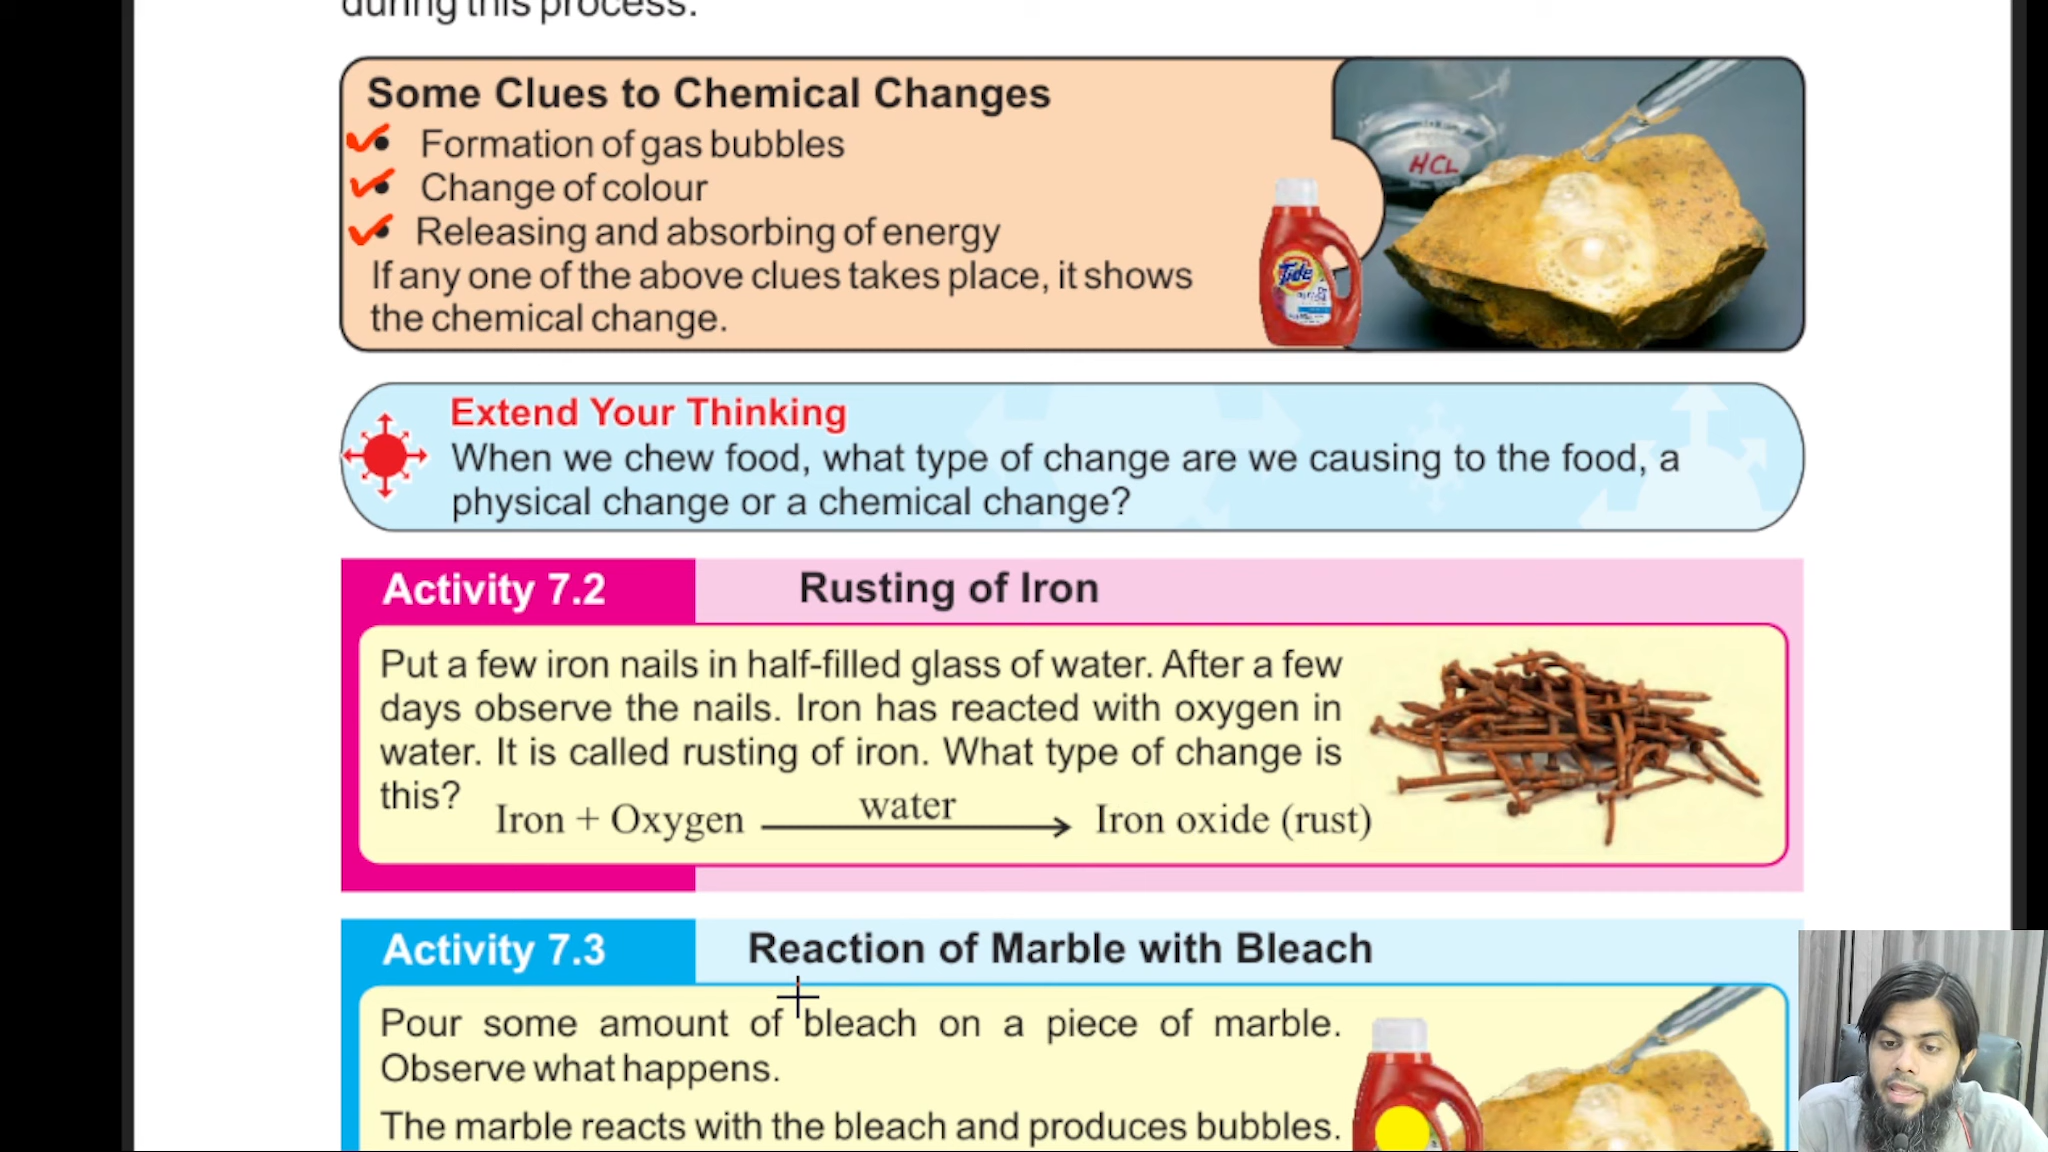 during this process.
Some Clues to Chemical Changes
• Formation of gas bubbles
• Change of colour
• Releasing and absorbing of energy
If any one of the above clues takes place, it shows
the chemical change.
HCL
Tide
Extend Your Thinking
When we chew food, what type of change are we causing to the food, a
physical change or a chemical change?
Activity 7.2
Rusting of Iron
Put a few iron nails in half-filled glass of water. After a few
days observe the nails. Iron has reacted with oxygen in
water. It is called rusting of iron. What type of change is
this?
water
Iron + Oxygen ⟶ Iron oxide (rust)
Activity 7.3
Reaction of Marble with Bleach
Pour some amount of bleach on a piece of marble.
Observe what happens.
The marble reacts with the bleach and produces bubbles.